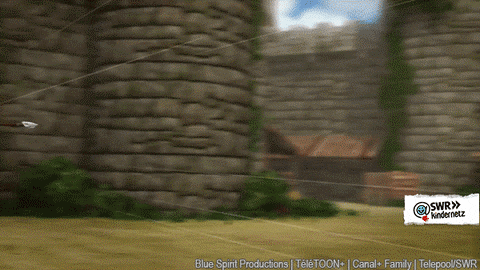 SWR»
Kindernetz
Blue Spirit Productions | TéléTOON+ | Canal+ Family | Telepool/SWR